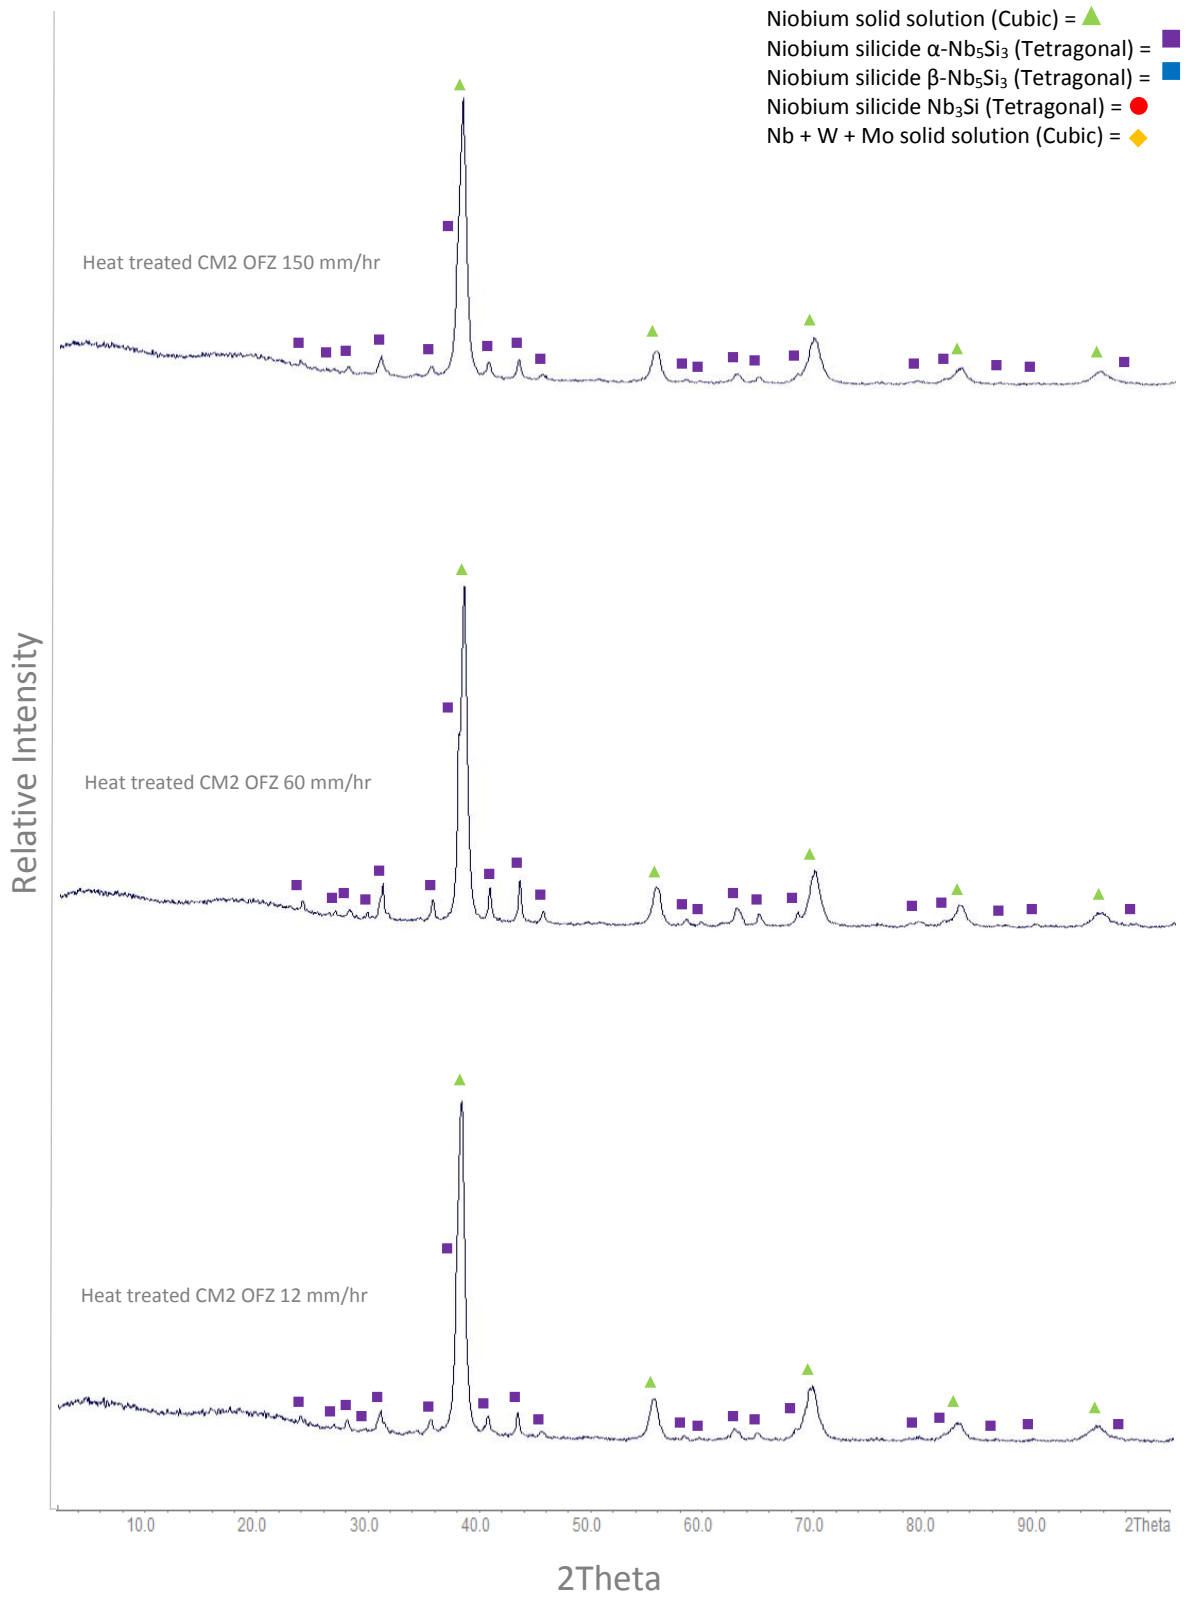 Niobium solid solution (Cubic) =
Niobium silicide α-Nb₅Si₃ (Tetragonal) =
Niobium silicide β-Nb₅Si₃ (Tetragonal) =
Niobium silicide Nb₃Si (Tetragonal) =
Nb + W + Mo solid solution (Cubic) =
Heat treated CM2 OFZ 150 mm/hr
Relative Intensity
Heat treated CM2 OFZ 60 mm/hr
Heat treated CM2 OFZ 12 mm/hr
10.0 20.0 30.0 40.0 50.0 60.0 70.0 80.0 90.0 2Theta
2Theta